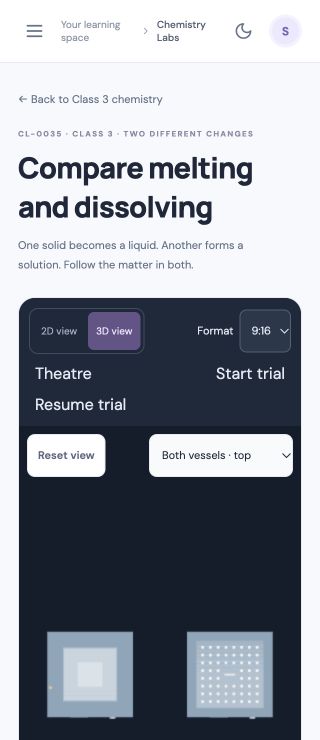 Your learning space
Chemistry Labs
S
← Back to Class 3 chemistry
CL-0035 · CLASS 3 · TWO DIFFERENT CHANGES
Compare melting
and dissolving
One solid becomes a liquid. Another forms a
solution. Follow the matter in both.
2D view
3D view
Format
9:16
Theatre
Start trial
Resume trial
Reset view
Both vessels · top